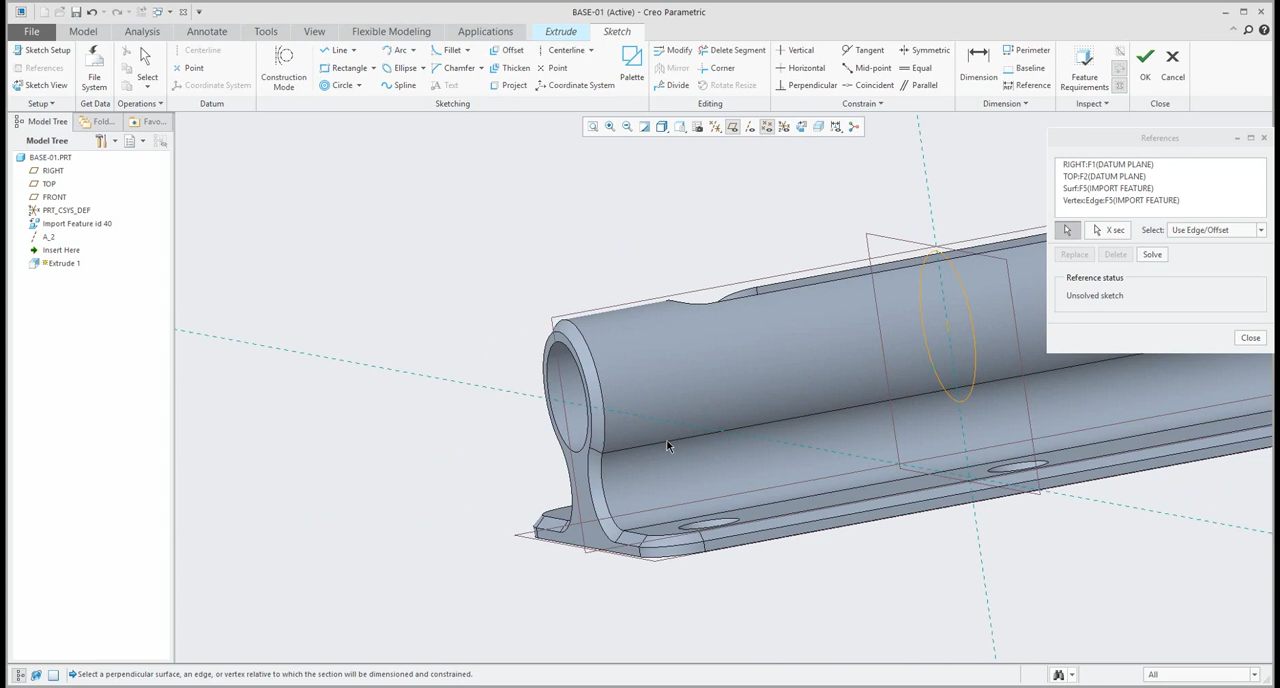 BASE-01 (Active) - Creo Parametric
File Model Analysis Annotate Tools View Flexible Modeling Applications Extrude Sketch
Sketch Setup
References
Sketch View
Setup
File System
Get Data
Select
Operations
Centerline
Point
Coordinate System
Datum
Construction Mode
Line Arc Fillet Offset Centerline
Rectangle Ellipse Chamfer Thicken Point
Circle Spline Text Project Coordinate System
Palette
Sketching
Modify Delete Segment
Mirror Corner
Divide Rotate Resize
Editing
Vertical Tangent Symmetric
Horizontal Mid-point Equal
Perpendicular Coincident Parallel
Constrain
Dimension
Perimeter
Baseline
Reference
Dimension
Feature Requirements
Inspect
OK
Cancel
Close
Model Tree Fold... Favo...
Model Tree
BASE-01.PRT
RIGHT
TOP
FRONT
PRT_CSYS_DEF
Import Feature id 40
A_2
Insert Here
Extrude 1
References
RIGHT:F1(DATUM PLANE)
TOP:F2(DATUM PLANE)
Surf:F5(IMPORT FEATURE)
Vertex:Edge:F5(IMPORT FEATURE)
X sec Select: Use Edge/Offset
Replace Delete Solve
Reference status
Unsolved sketch
Close
Select a perpendicular surface, an edge, or vertex relative to which the section will be dimensioned and constrained.
All